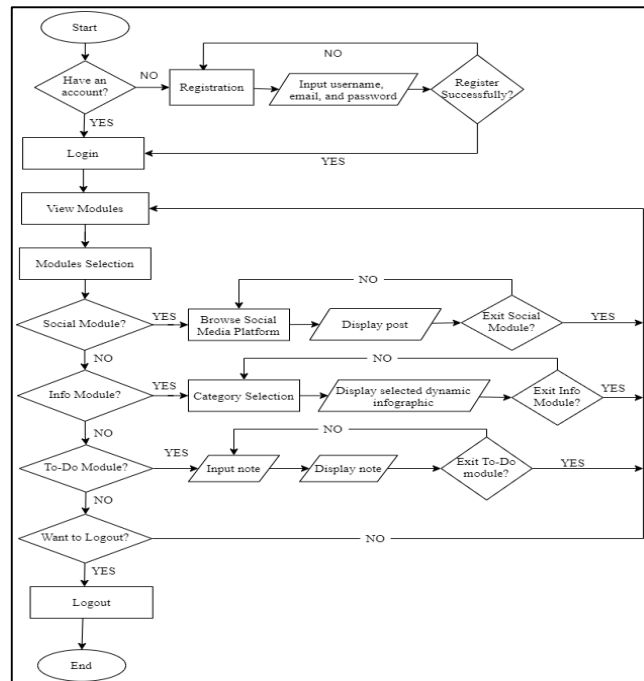 Start
NO
Have an
account?
NO
Registration
Input username,
email, and password
Register
Successfully?
YES
Login
YES
View Modules
Modules Selection
NO
Social Module?
YES
Browse Social
Media Platform
Display post
Exit Social
Module?
YES
NO
NO
Info Module?
YES
Category Selection
Display selected dynamic
infographic
Exit Info
Module?
YES
NO
NO
To-Do Module?
YES
Input note
Display note
Exit To-Do
module?
YES
NO
Want to Logout?
NO
YES
Logout
End